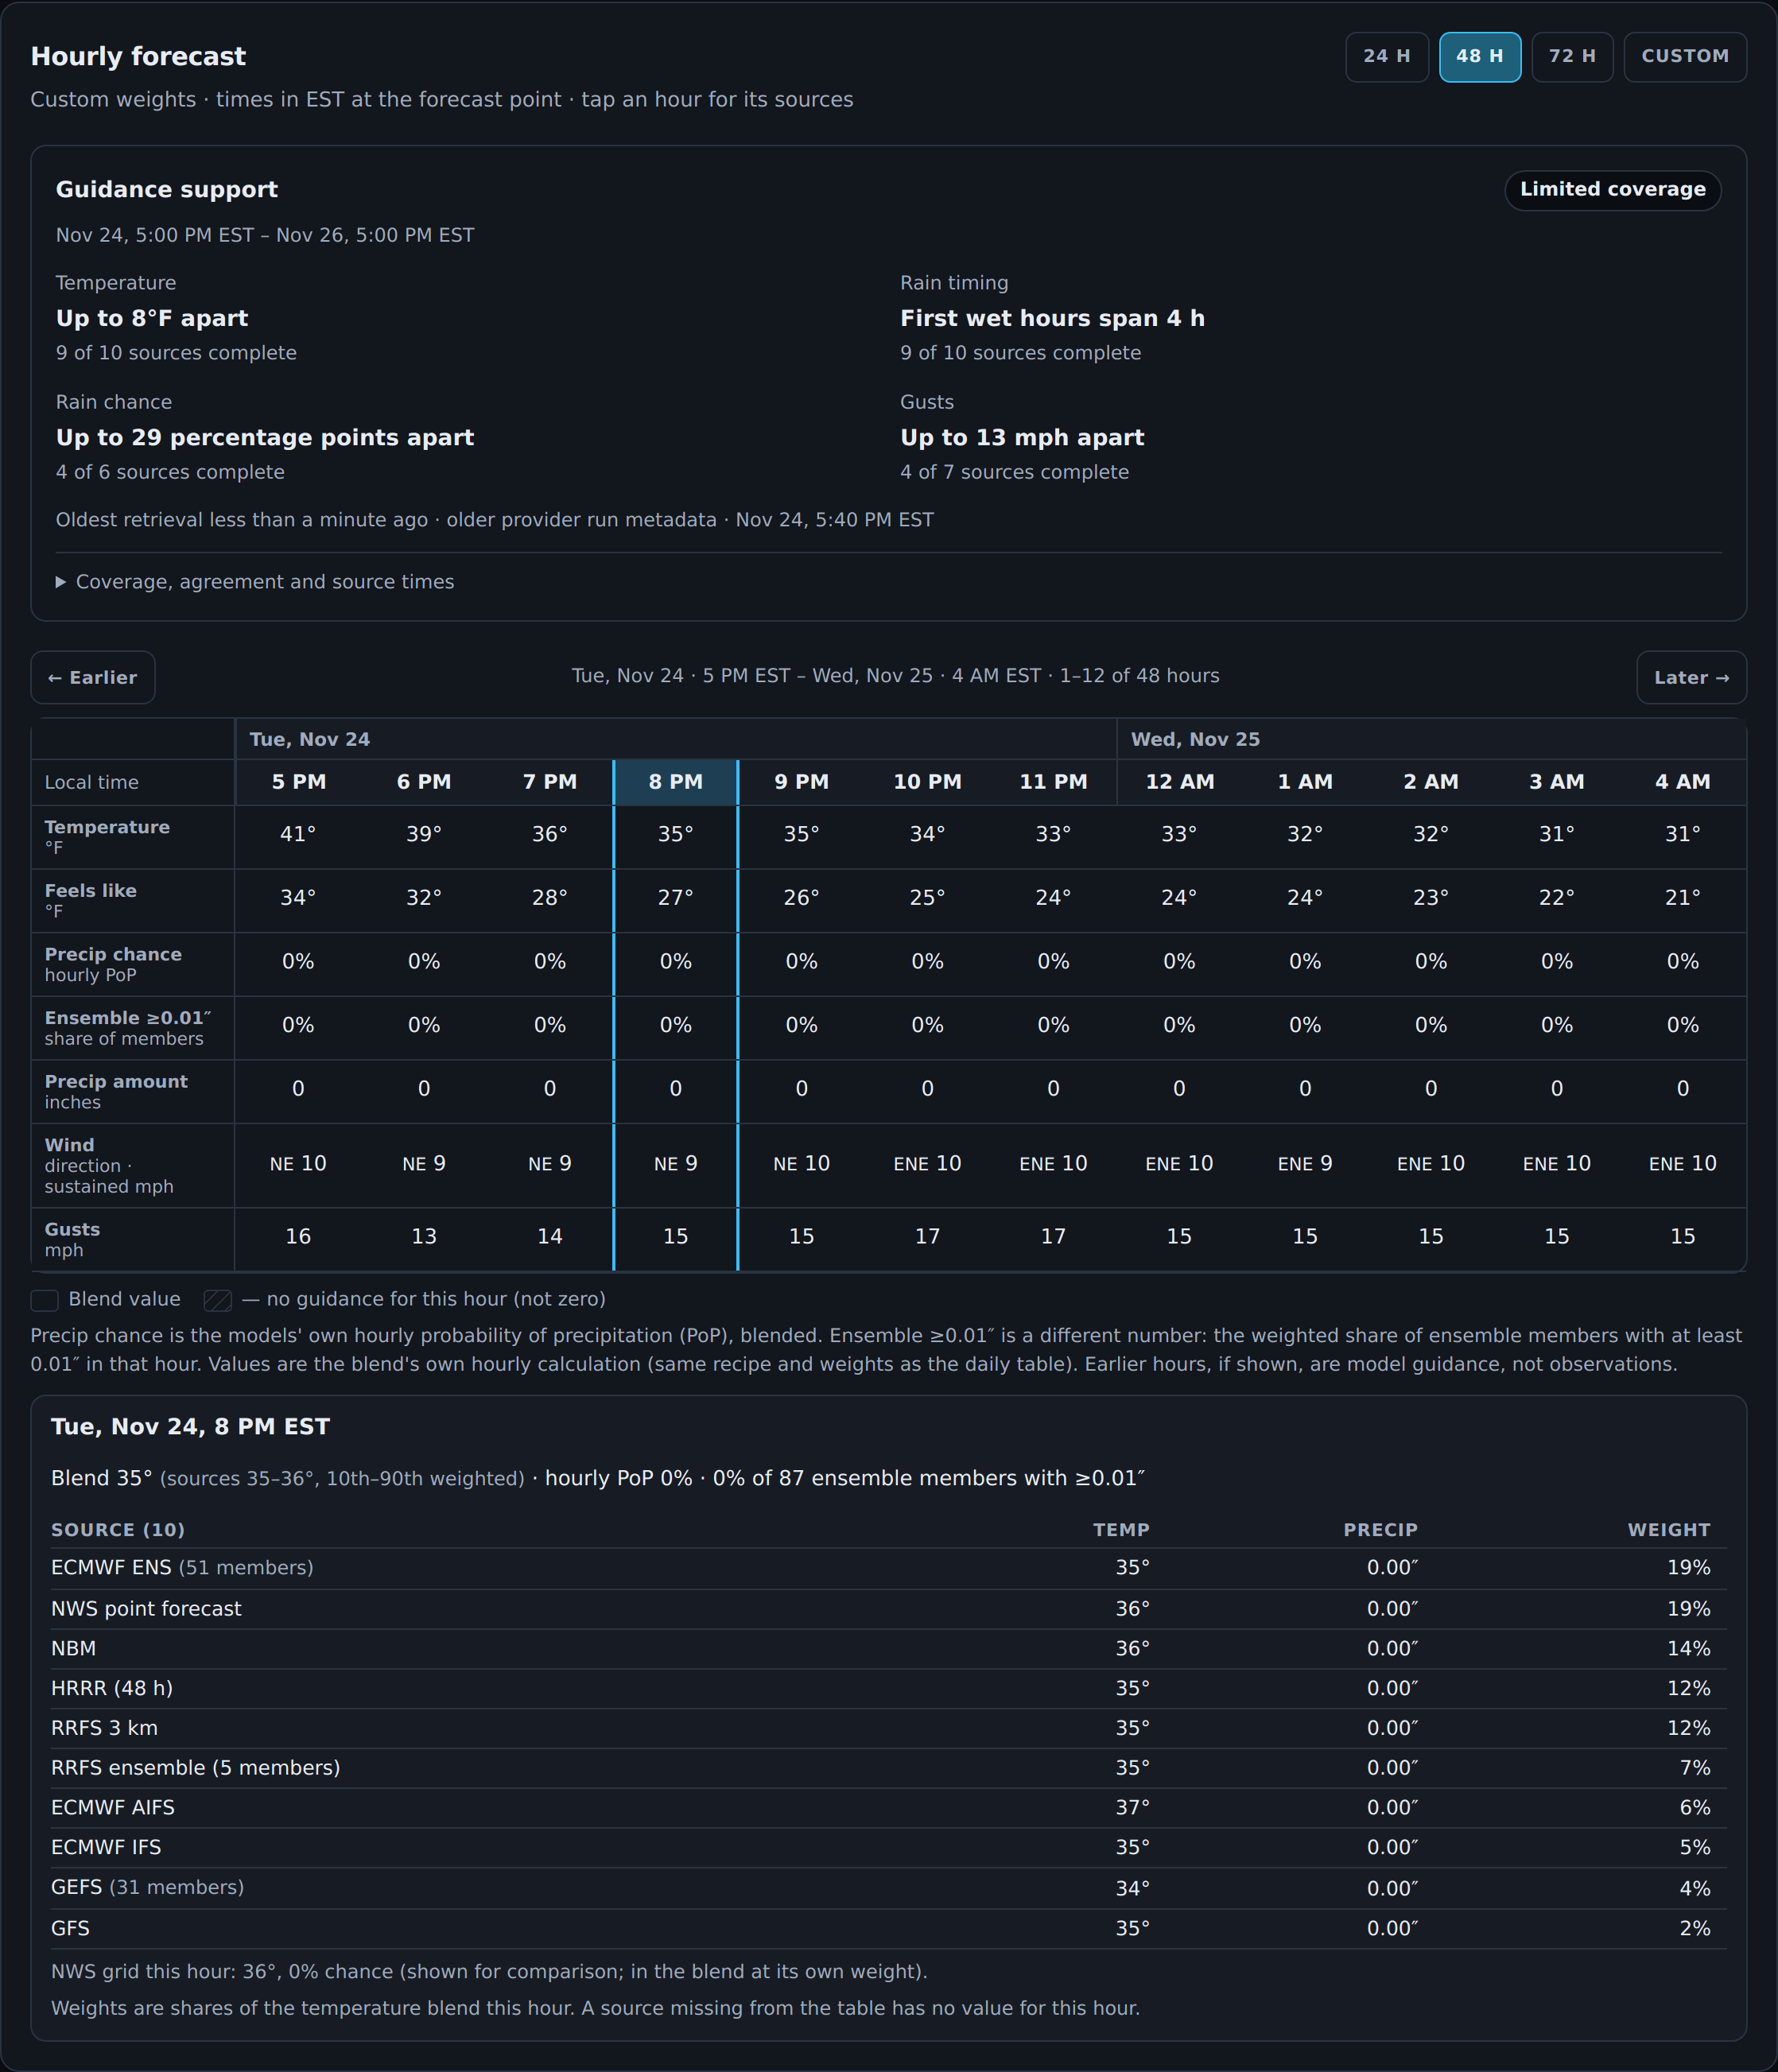 Hourly forecast
24 H 48 H 72 H CUSTOM
Custom weights · times in EST at the forecast point · tap an hour for its sources
Guidance support
Limited coverage
Nov 24, 5:00 PM EST – Nov 26, 5:00 PM EST
Temperature
Up to 8°F apart
9 of 10 sources complete
Rain timing
First wet hours span 4 h
9 of 10 sources complete
Rain chance
Up to 29 percentage points apart
4 of 6 sources complete
Gusts
Up to 13 mph apart
4 of 7 sources complete
Oldest retrieval less than a minute ago · older provider run metadata · Nov 24, 5:40 PM EST
▶ Coverage, agreement and source times
← Earlier
Tue, Nov 24 · 5 PM EST – Wed, Nov 25 · 4 AM EST · 1–12 of 48 hours
Later →
Tue, Nov 24 Wed, Nov 25
Local time 5 PM 6 PM 7 PM 8 PM 9 PM 10 PM 11 PM 12 AM 1 AM 2 AM 3 AM 4 AM
Temperature
°F
41° 39° 36° 35° 35° 34° 33° 33° 32° 32° 31° 31°
Feels like
°F
34° 32° 28° 27° 26° 25° 24° 24° 24° 23° 22° 21°
Precip chance
hourly PoP
0% 0% 0% 0% 0% 0% 0% 0% 0% 0% 0% 0%
Ensemble ≥0.01″
share of members
0% 0% 0% 0% 0% 0% 0% 0% 0% 0% 0% 0%
Precip amount
inches
0 0 0 0 0 0 0 0 0 0 0 0
Wind
direction ·
sustained mph
NE 10 NE 9 NE 9 NE 9 NE 10 ENE 10 ENE 10 ENE 10 ENE 9 ENE 10 ENE 10 ENE 10
Gusts
mph
16 13 14 15 15 17 17 15 15 15 15 15
Blend value — no guidance for this hour (not zero)
Precip chance is the models' own hourly probability of precipitation (PoP), blended. Ensemble ≥0.01″ is a different number: the weighted share of ensemble members with at least
0.01″ in that hour. Values are the blend's own hourly calculation (same recipe and weights as the daily table). Earlier hours, if shown, are model guidance, not observations.
Tue, Nov 24, 8 PM EST
Blend 35° (sources 35–36°, 10th–90th weighted) · hourly PoP 0% · 0% of 87 ensemble members with ≥0.01″
SOURCE (10) TEMP PRECIP WEIGHT
ECMWF ENS (51 members) 35° 0.00″ 19%
NWS point forecast 36° 0.00″ 19%
NBM 36° 0.00″ 14%
HRRR (48 h) 35° 0.00″ 12%
RRFS 3 km 35° 0.00″ 12%
RRFS ensemble (5 members) 35° 0.00″ 7%
ECMWF AIFS 37° 0.00″ 6%
ECMWF IFS 35° 0.00″ 5%
GEFS (31 members) 34° 0.00″ 4%
GFS 35° 0.00″ 2%
NWS grid this hour: 36°, 0% chance (shown for comparison; in the blend at its own weight).
Weights are shares of the temperature blend this hour. A source missing from the table has no value for this hour.